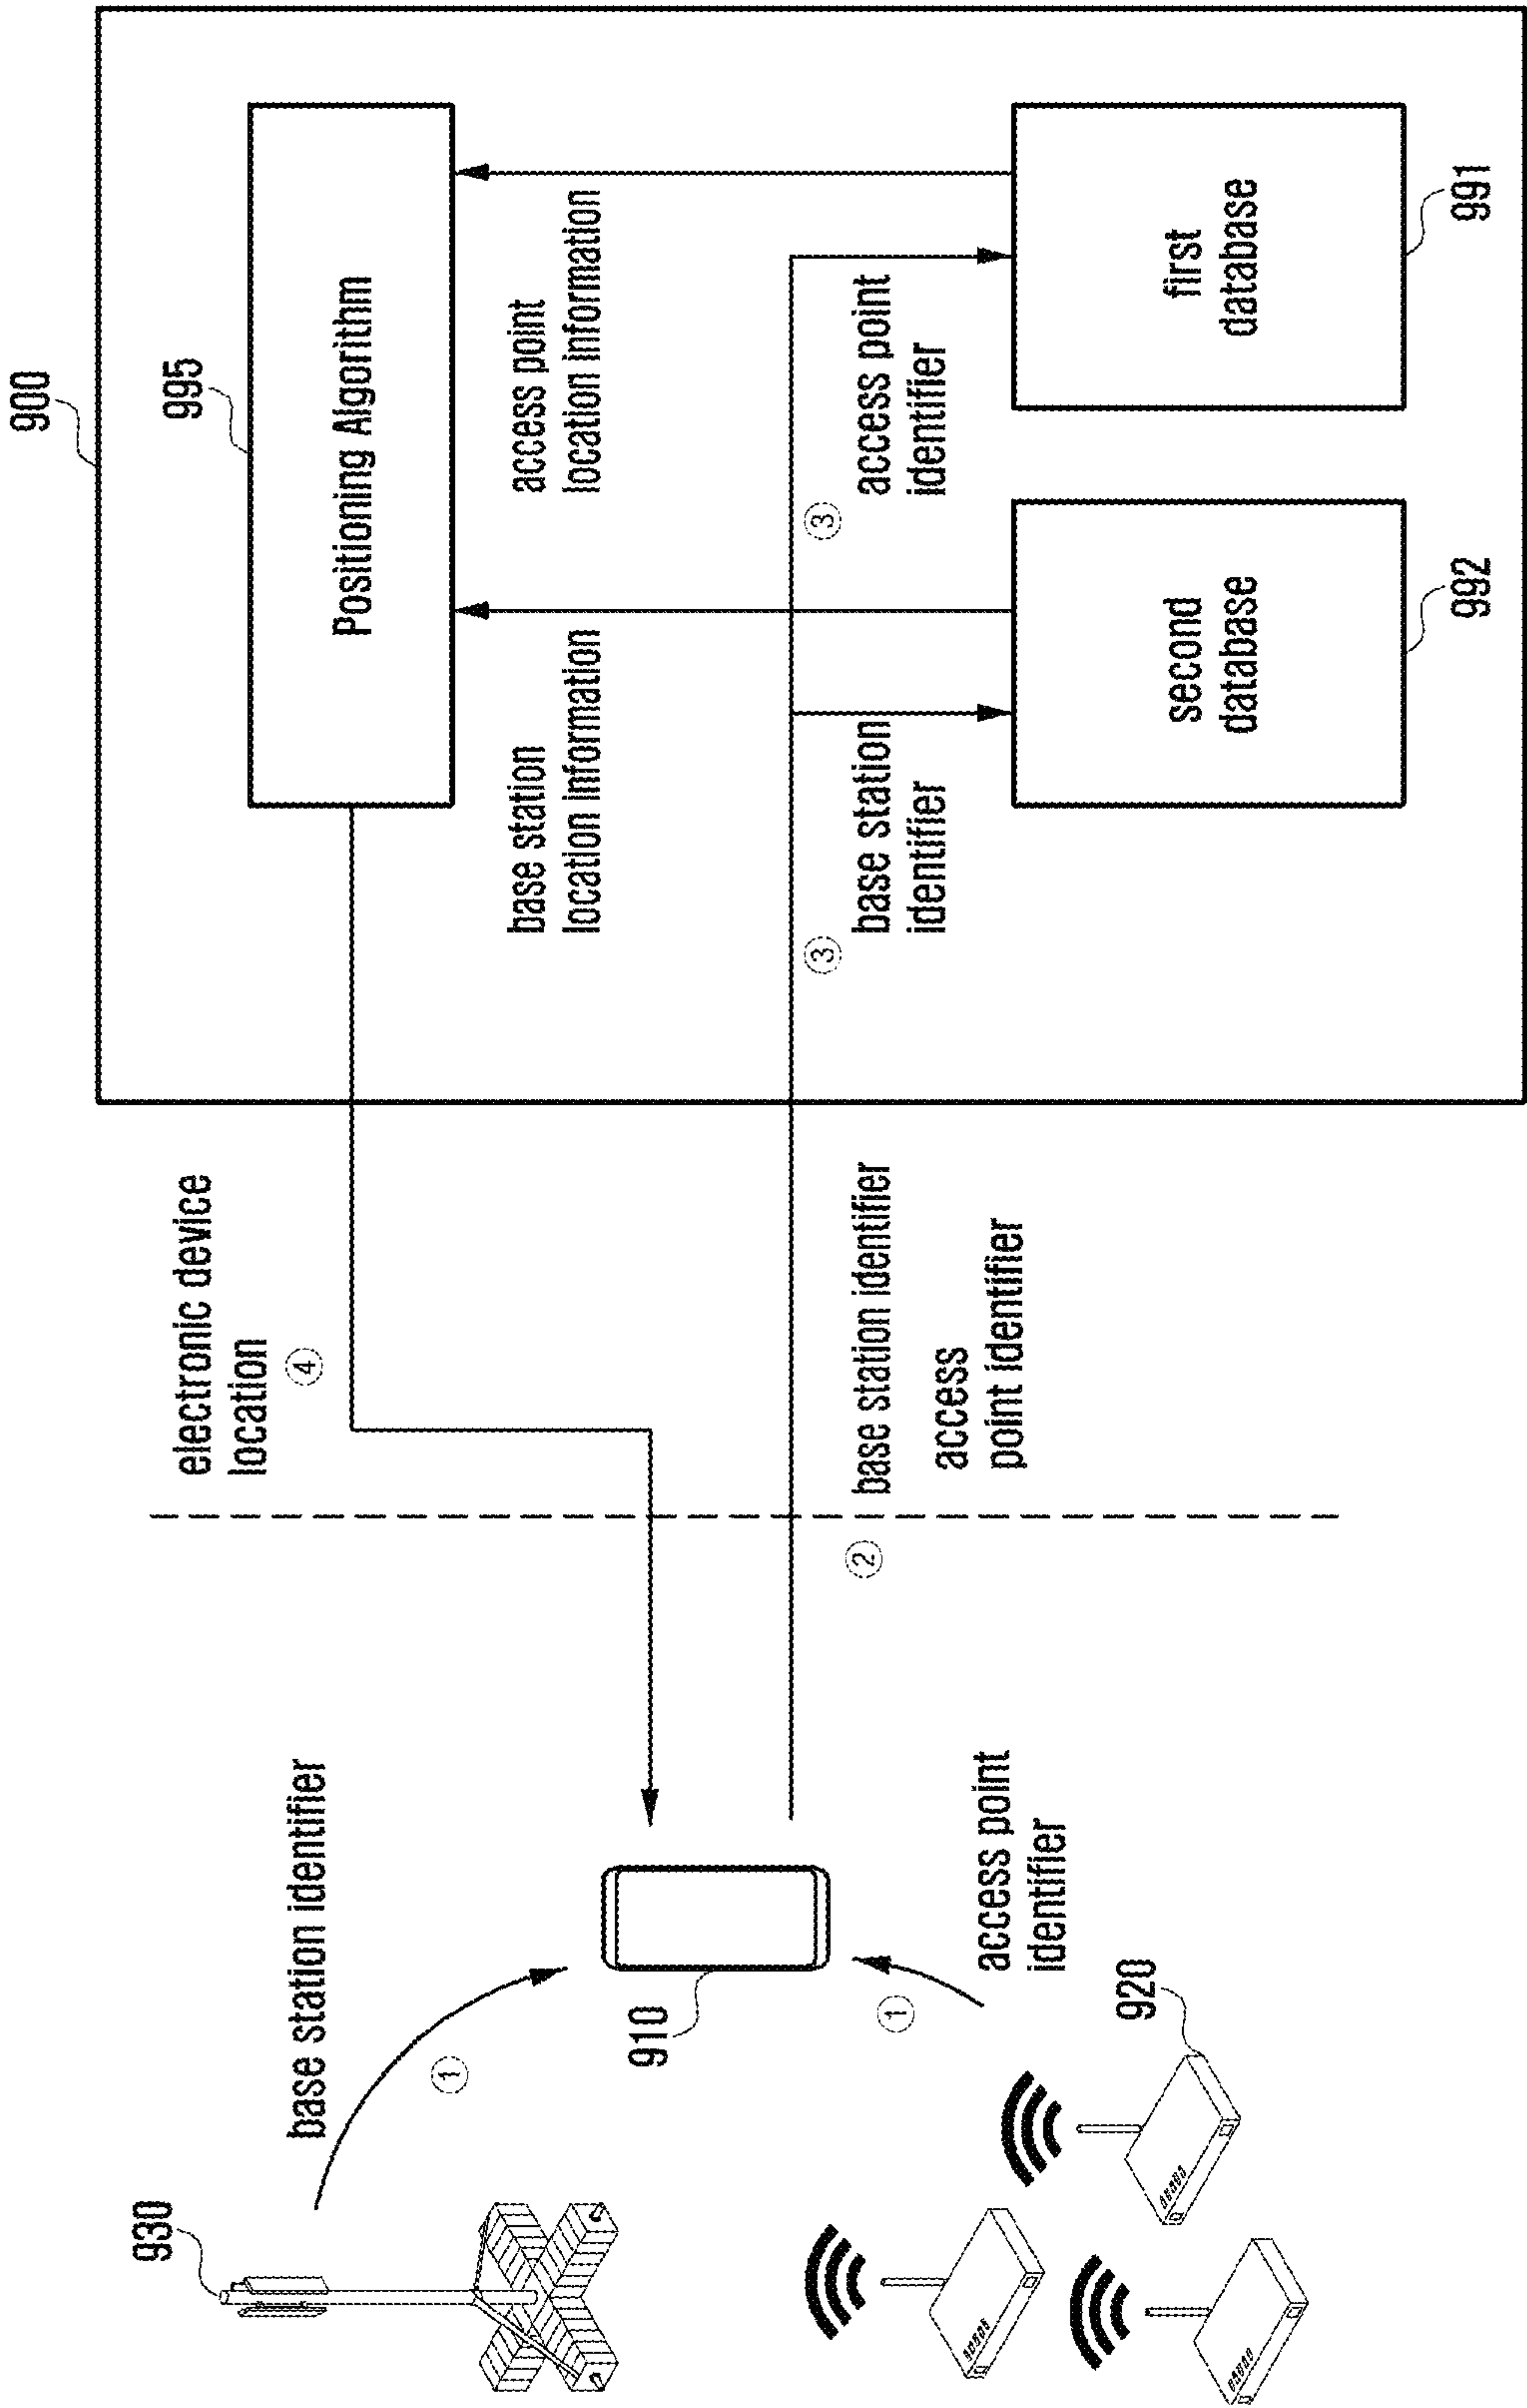 900
995
Positioning Algorithm
electronic device
location
④
base station
location information
access point
location information
③
base station
identifier
③
access point
identifier
second
database
992
first
database
991
base station identifier
access
point identifier
②
930
base station identifier
①
910
①
access point
identifier
920